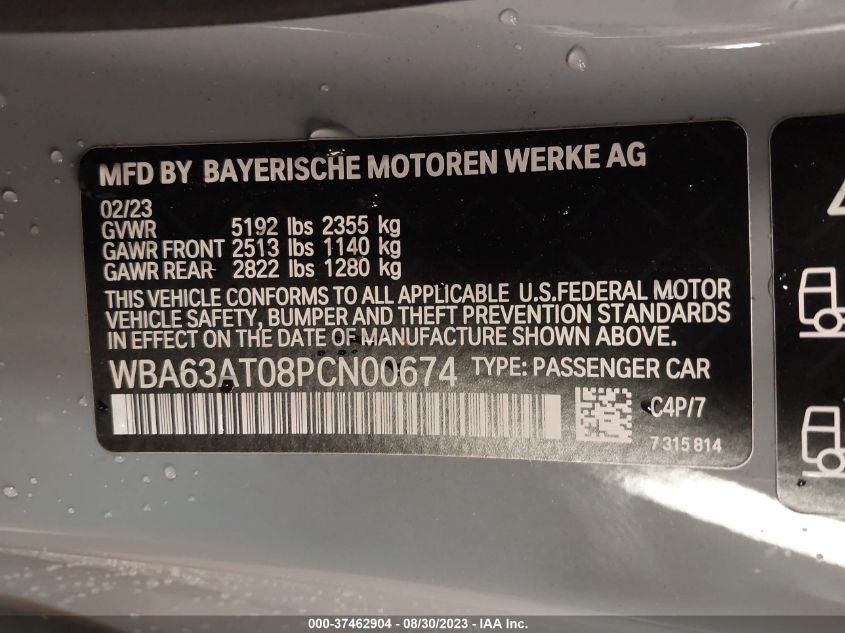 MFD BY BAYERISCHE MOTOREN WERKE AG
02/23
GVWR 5192 lbs 2355 kg
GAWR FRONT 2513 lbs 1140 kg
GAWR REAR 2822 lbs 1280 kg
THIS VEHICLE CONFORMS TO ALL APPLICABLE U.S.FEDERAL MOTOR
VEHICLE SAFETY, BUMPER AND THEFT PREVENTION STANDARDS
IN EFFECT ON THE DATE OF MANUFACTURE SHOWN ABOVE.
WBA63AT08PCN00674 TYPE: PASSENGER CAR
C4P/7
7 315 814
000-37462904 - 08/30/2023 - IAA Inc.